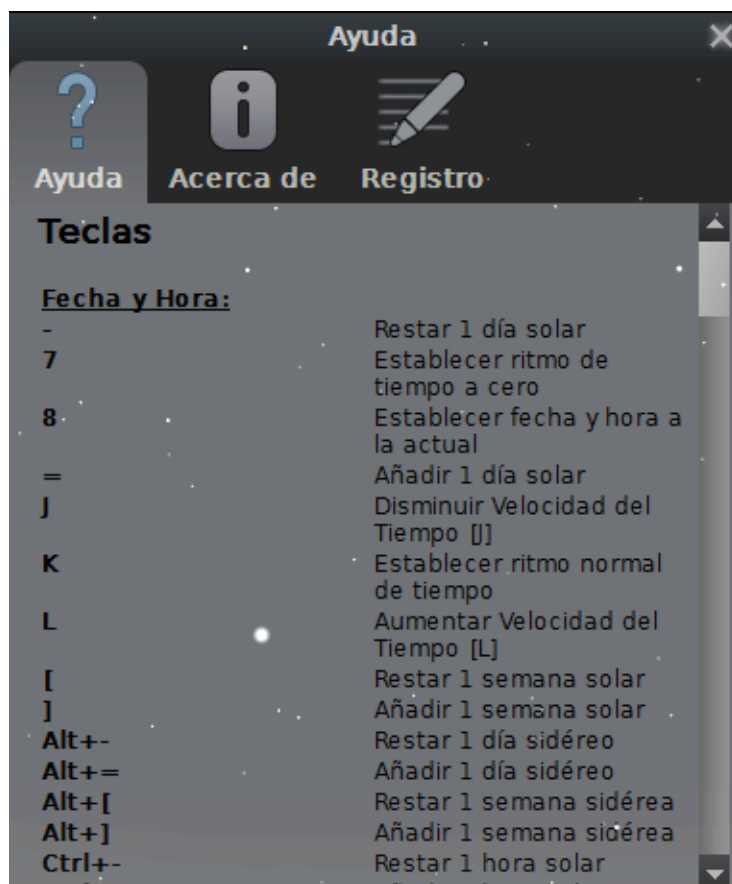 Ayuda
Ayuda Acerca de Registro
Teclas
Fecha y Hora:
- Restar 1 día solar
7 Establecer ritmo de
tiempo a cero
8 Establecer fecha y hora a
la actual
= Añadir 1 día solar
J Disminuir Velocidad del
Tiempo [J]
K Establecer ritmo normal
de tiempo
L Aumentar Velocidad del
Tiempo [L]
[ Restar 1 semana solar
] Añadir 1 semana solar
Alt+- Restar 1 día sidéreo
Alt+= Añadir 1 día sidéreo
Alt+[ Restar 1 semana sidérea
Alt+] Añadir 1 semana sidérea
Ctrl+- Restar 1 hora solar